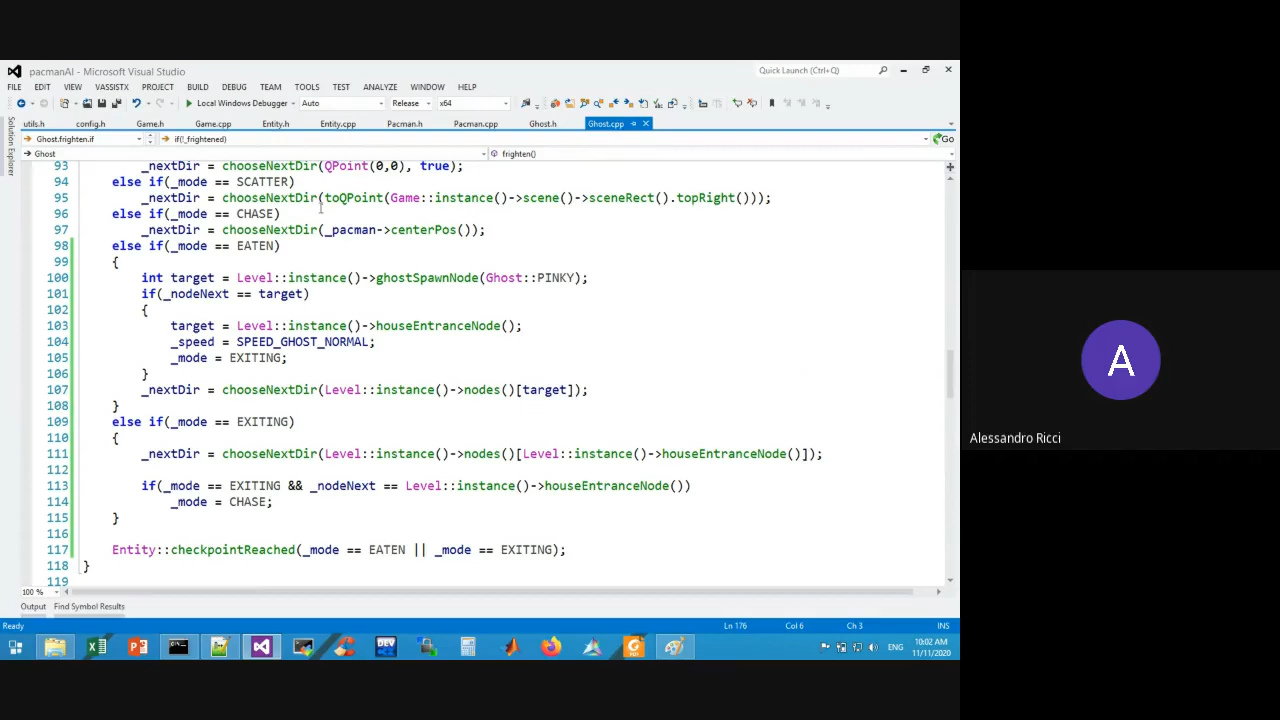 pacmanAI - Microsoft Visual Studio
Quick Launch (Ctrl+Q)
FILE EDIT VIEW VASSISTX PROJECT BUILD DEBUG TEAM TOOLS TEST ANALYZE WINDOW HELP
Local Windows Debugger Auto Release x64
utils.h config.h Game.h Game.cpp Entity.h Entity.cpp Pacman.h Pacman.cpp Ghost.h Ghost.cpp
Ghost.frighten.if if(!_frightened) Go
Ghost frighten()
Solution Explorer
93 _nextDir = chooseNextDir(QPoint(0,0), true);
94 else if(_mode == SCATTER)
95 _nextDir = chooseNextDir(toQPoint(Game::instance()->scene()->sceneRect().topRight()));
96 else if(_mode == CHASE)
97 _nextDir = chooseNextDir(_pacman->centerPos());
98 else if(_mode == EATEN)
99 {
100 int target = Level::instance()->ghostSpawnNode(Ghost::PINKY);
101 if(_nodeNext == target)
102 {
103 target = Level::instance()->houseEntranceNode();
104 _speed = SPEED_GHOST_NORMAL;
105 _mode = EXITING;
106 }
107 _nextDir = chooseNextDir(Level::instance()->nodes()[target]);
108 }
109 else if(_mode == EXITING)
110 {
111 _nextDir = chooseNextDir(Level::instance()->nodes()[Level::instance()->houseEntranceNode()]);
112
113 if(_mode == EXITING && _nodeNext == Level::instance()->houseEntranceNode())
114 _mode = CHASE;
115 }
116
117 Entity::checkpointReached(_mode == EATEN || _mode == EXITING);
118 }
119
100 %
Output Find Symbol Results
Ready Ln 176 Col 6 Ch 3 INS
DEV
ENG
10:02 AM
11/11/2020
A
Alessandro Ricci